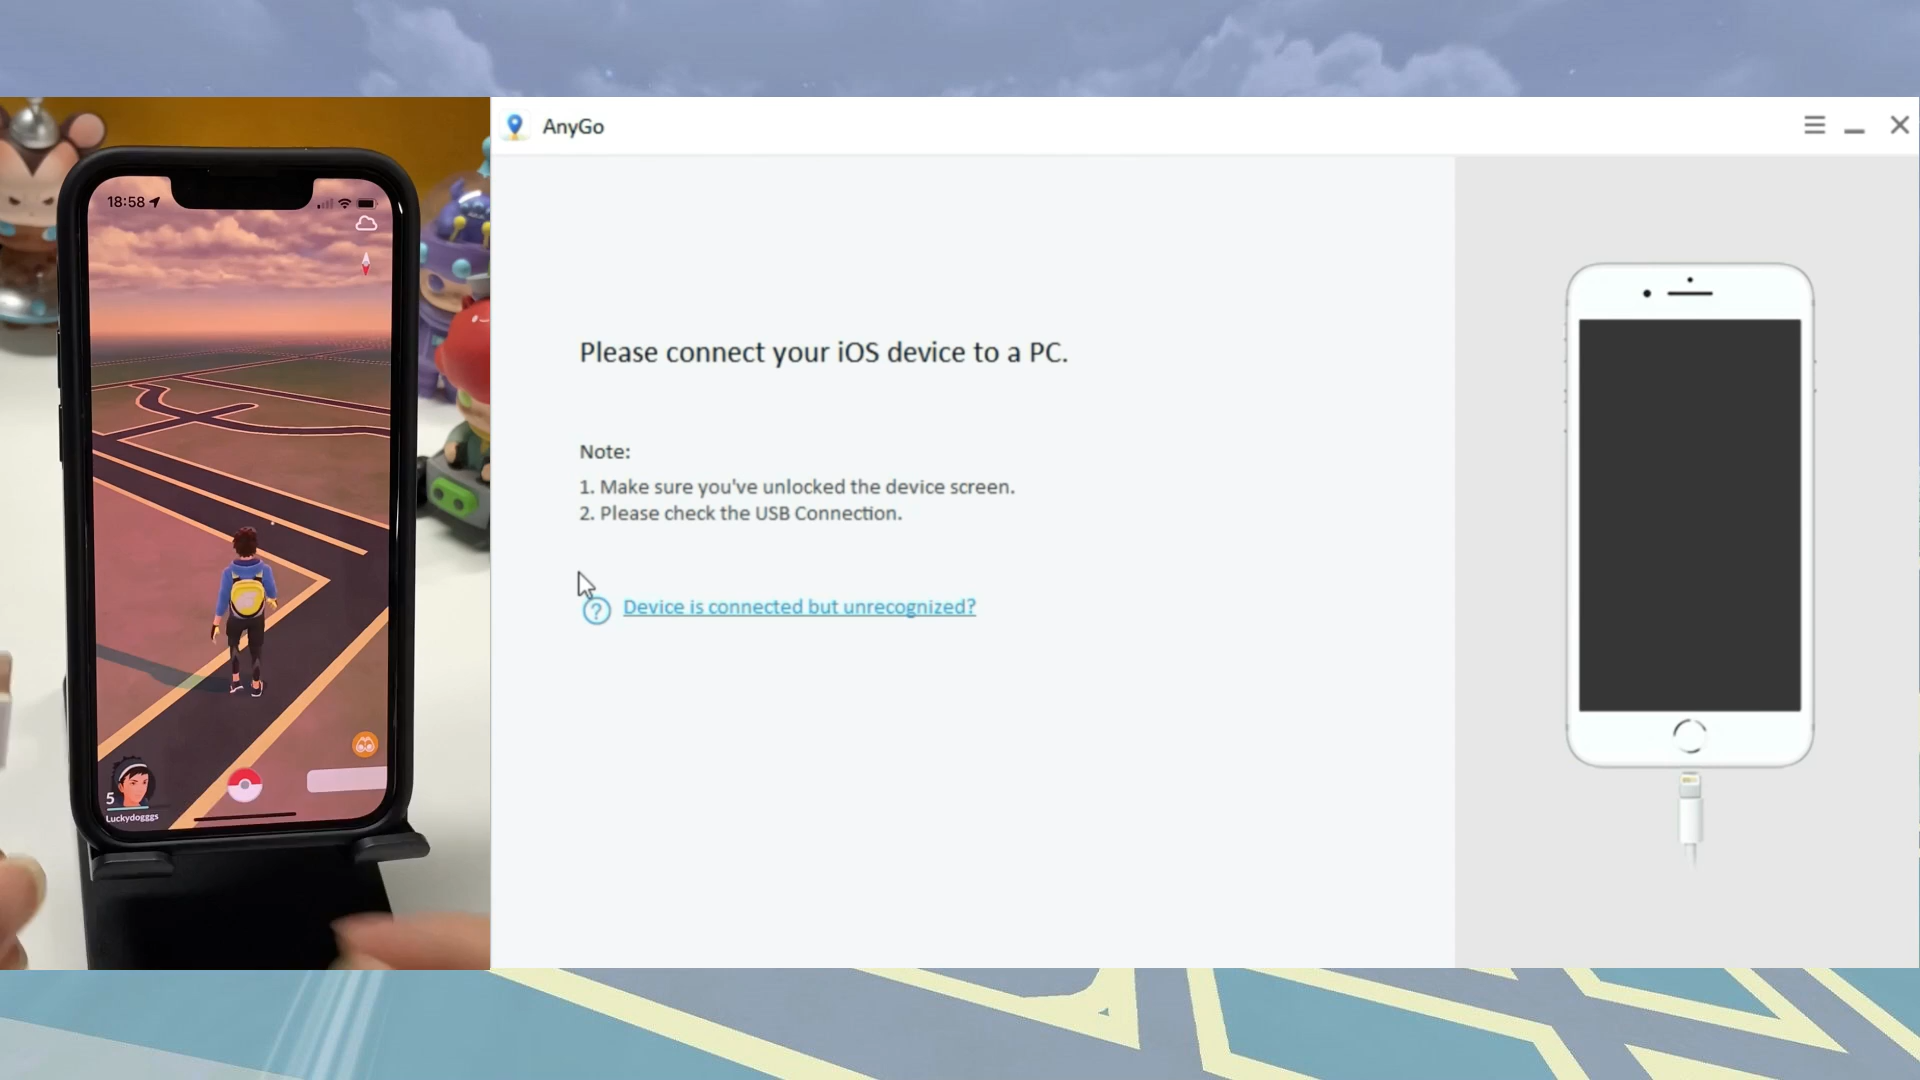 18:58
5
Luckydogggs
AnyGo
Please connect your iOS device to a PC.
Note:
1. Make sure you've unlocked the device screen.
2. Please check the USB Connection.
? Device is connected but unrecognized?